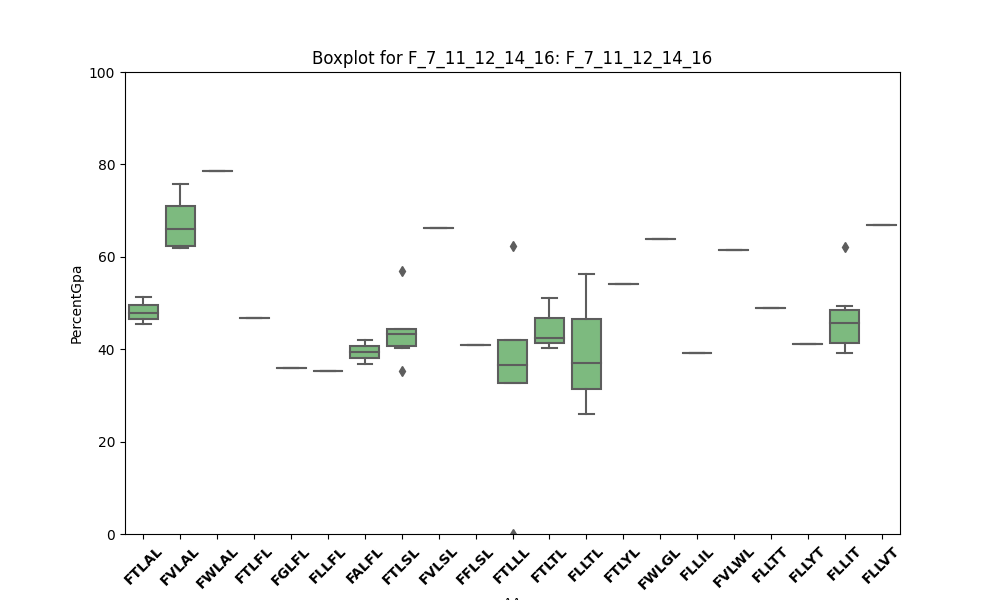 Boxplot for F_7_11_12_14_16: F_7_11_12_14_16
100
80
60
40
20
0
PercentGpa
FTLAL
FVLAL
FWLAL
FTLFL
FGLFL
FLLFL
FALFL
FTLSL
FVLSL
FFLSL
FTLLL
FTLTL
FLLTL
FTLYL
FWLGL
FLLIL
FVLWL
FLLTT
FLLYT
FLLIT
FLLVT